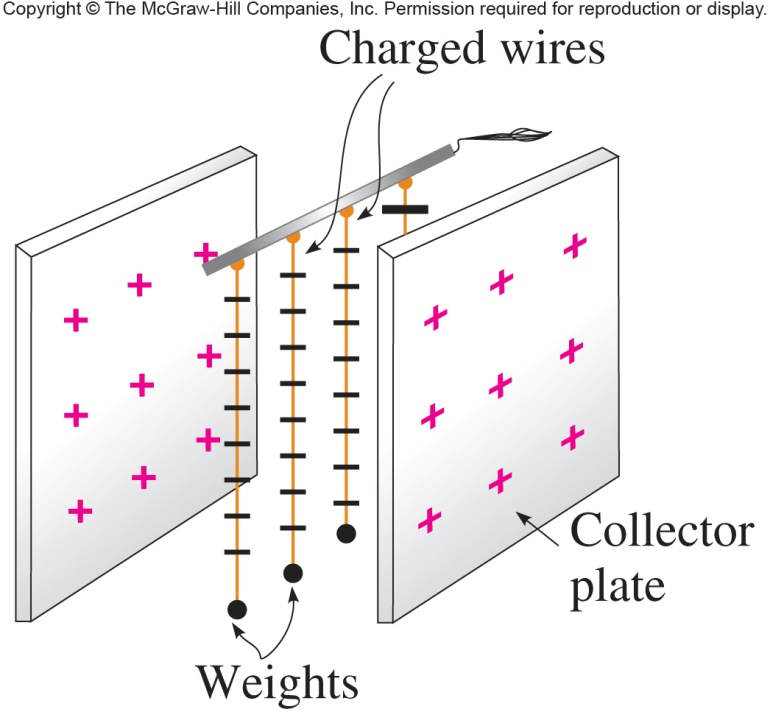 Copyright © The McGraw-Hill Companies, Inc. Permission required for reproduction or display.
Charged wires
Collector
plate
Weights